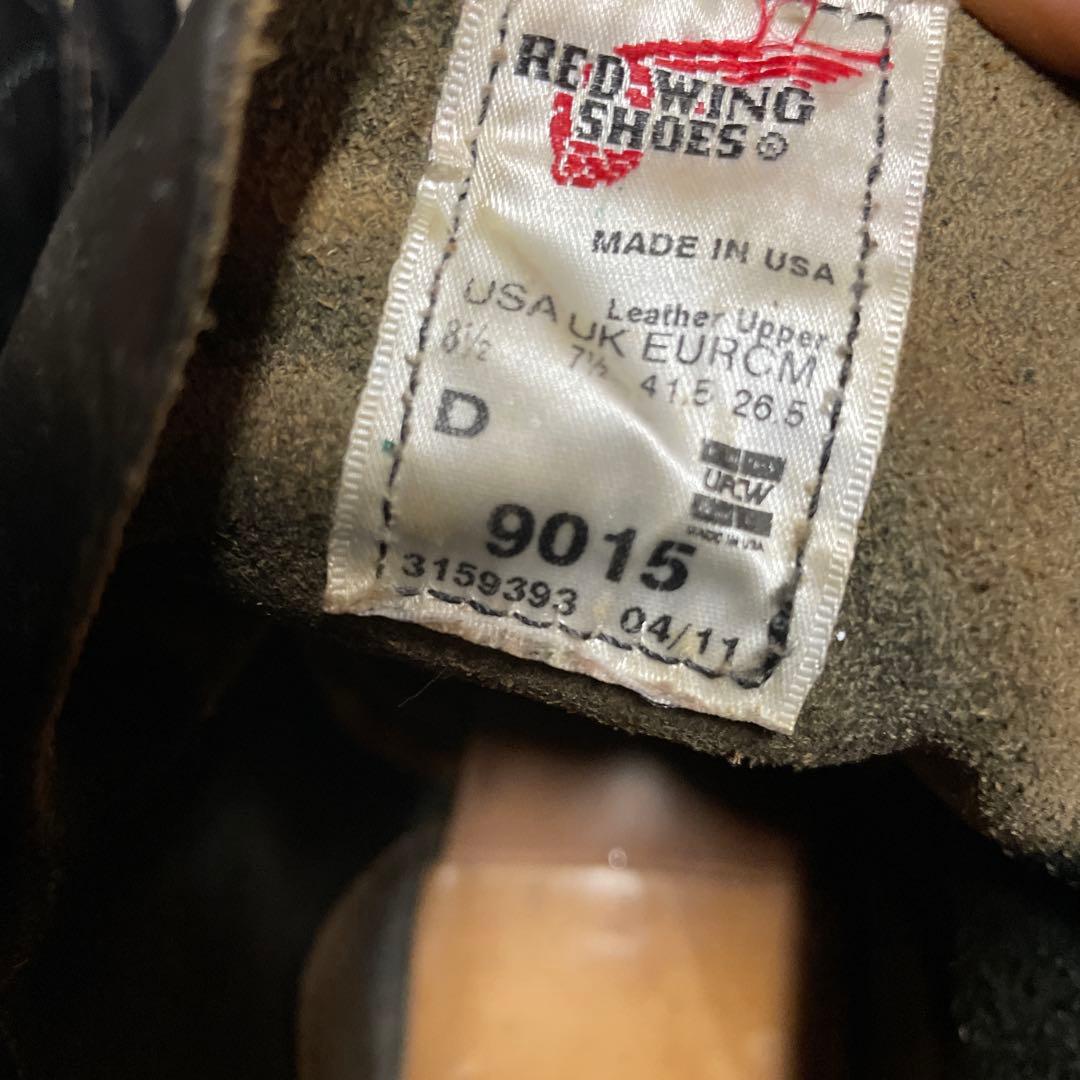 RED WING
SHOES®
MADE IN USA
Leather Upper
USA UK EUR CM
8½ 7½ 41.5 26.5
D
UFCW
MADE IN USA
9015
3159393 04/11